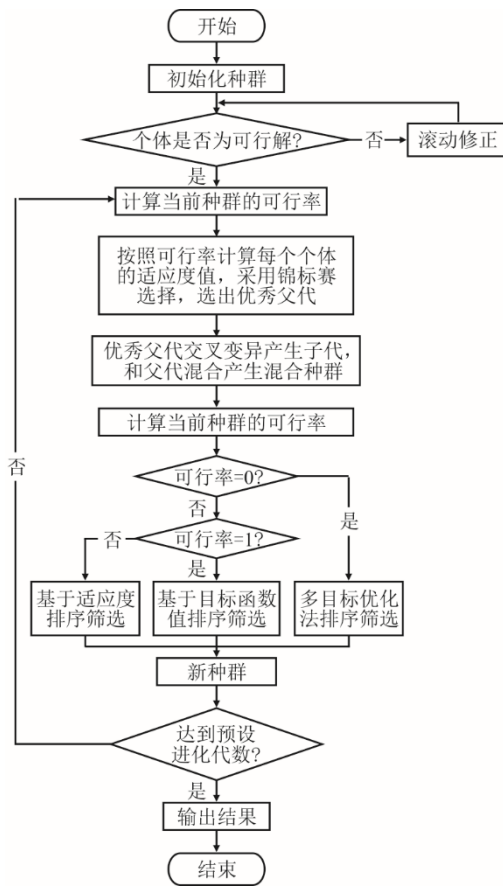 开始
初始化种群
个体是否为可行解?
否
滚动修正
是
计算当前种群的可行率
按照可行率计算每个个体
的适应度值，采用锦标赛
选择，选出优秀父代
优秀父代交叉变异产生子代，
和父代混合产生混合种群
计算当前种群的可行率
否
可行率=0?
否
是
可行率=1?
否
是
基于适应度
排序筛选
基于目标函数
值排序筛选
多目标优化
法排序筛选
新种群
达到预设
进化代数?
是
输出结果
结束